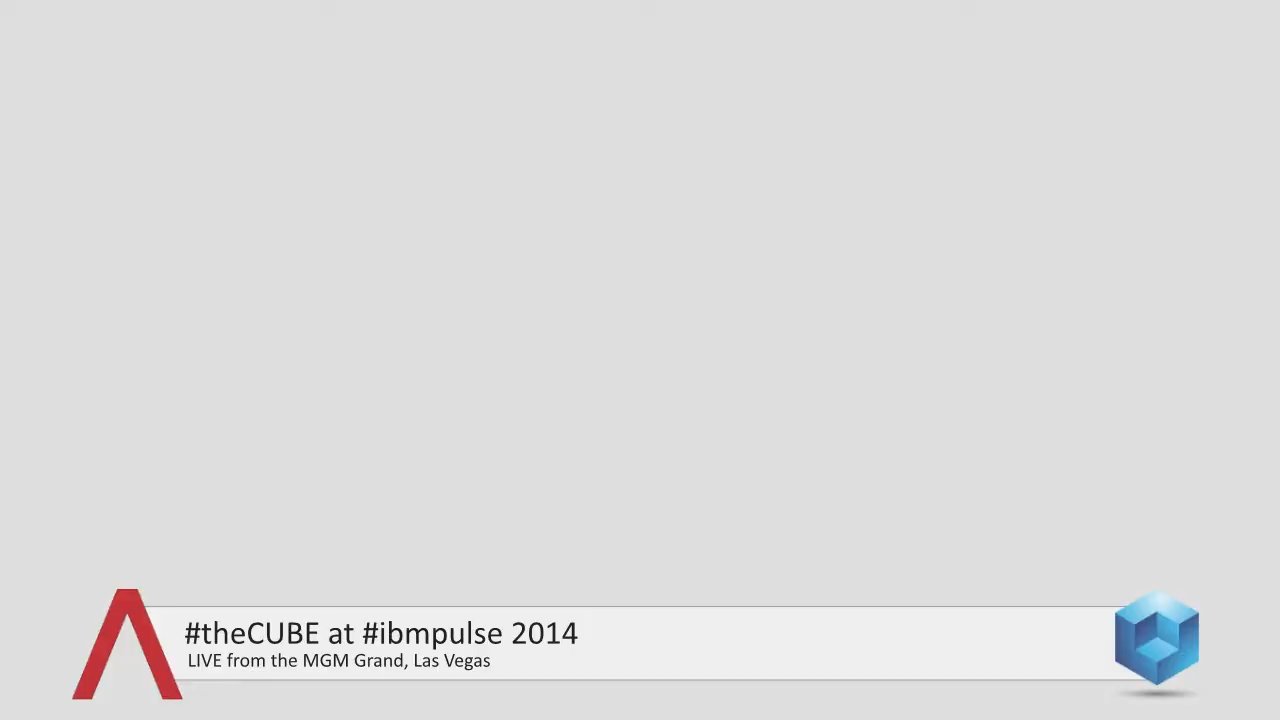 #theCUBE at #ibmpulse 2014
LIVE from the MGM Grand, Las Vegas